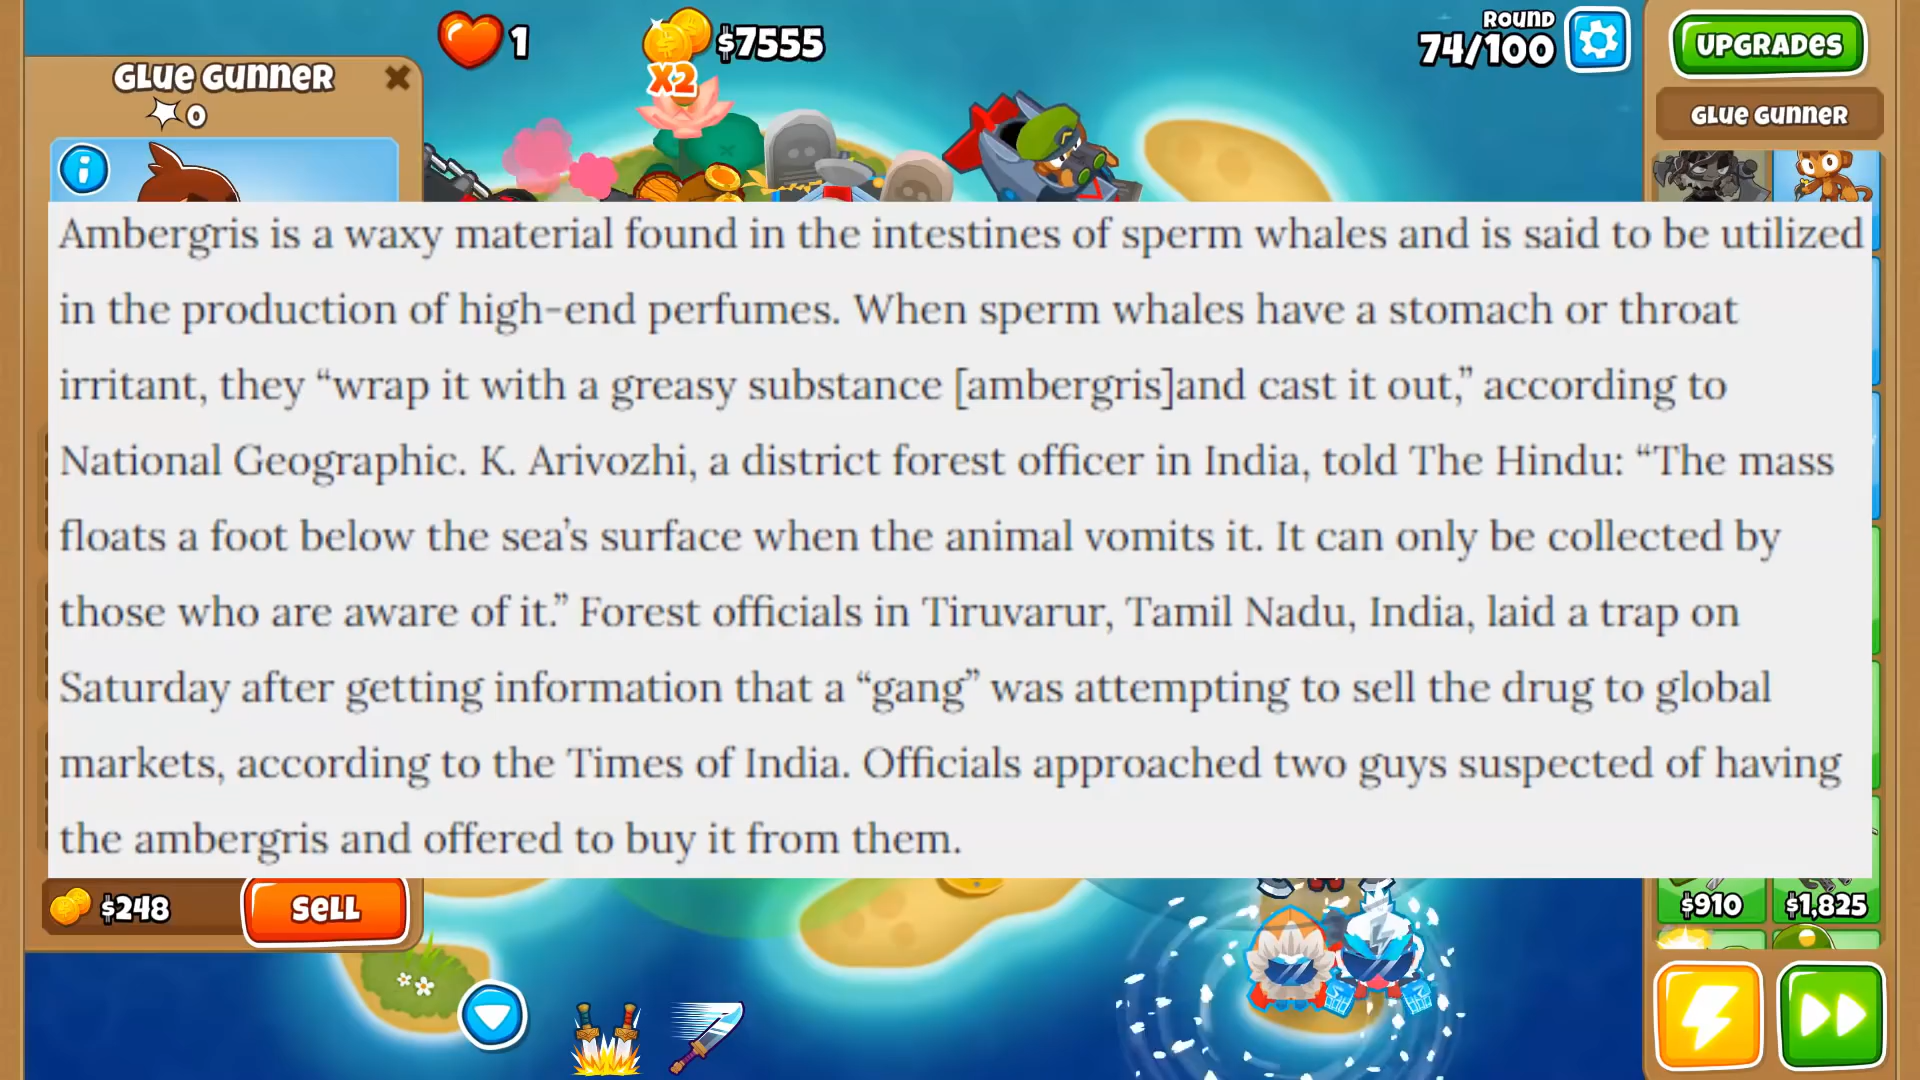 GLUE GUNNER
0
1
$7555
X2
ROUND
74/100
UPGRADES
GLUE GUNNER
Ambergris is a waxy material found in the intestines of sperm whales and is said to be utilized
in the production of high-end perfumes. When sperm whales have a stomach or throat
irritant, they “wrap it with a greasy substance [ambergris]and cast it out,” according to
National Geographic. K. Arivozhi, a district forest officer in India, told The Hindu: “The mass
floats a foot below the sea’s surface when the animal vomits it. It can only be collected by
those who are aware of it.” Forest officials in Tiruvarur, Tamil Nadu, India, laid a trap on
Saturday after getting information that a “gang” was attempting to sell the drug to global
markets, according to the Times of India. Officials approached two guys suspected of having
the ambergris and offered to buy it from them.
$248
SELL
$910
$1,825